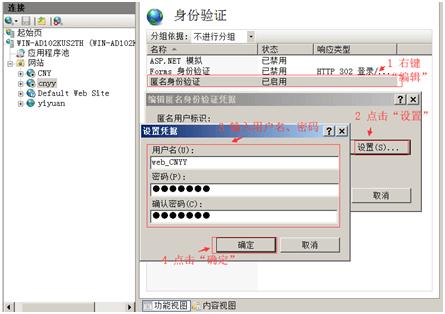 连接
起始页
WIN-AD102KUS2TH (WIN-AD102K
应用程序池
网站
CNY
cnyy
Default Web Site
yiyuan
身份验证
分组依据: 不进行分组
名称 状态 响应类型
ASP.NET 模拟 已禁用
Forms 身份验证 已禁用 HTTP 302 登录/...
匿名身份验证 已启用
1 右键
“编辑”
编辑匿名身份验证凭据
匿名用户标识:
2 点击“设置”
设置(S)...
取消
设置凭据
3 输入用户名、密码
用户名(U):
web_CNYY
密码(P):
●●●●●●●
确认密码(C):
●●●●●●●
确定 取消
4 点击“确定”
功能视图 内容视图